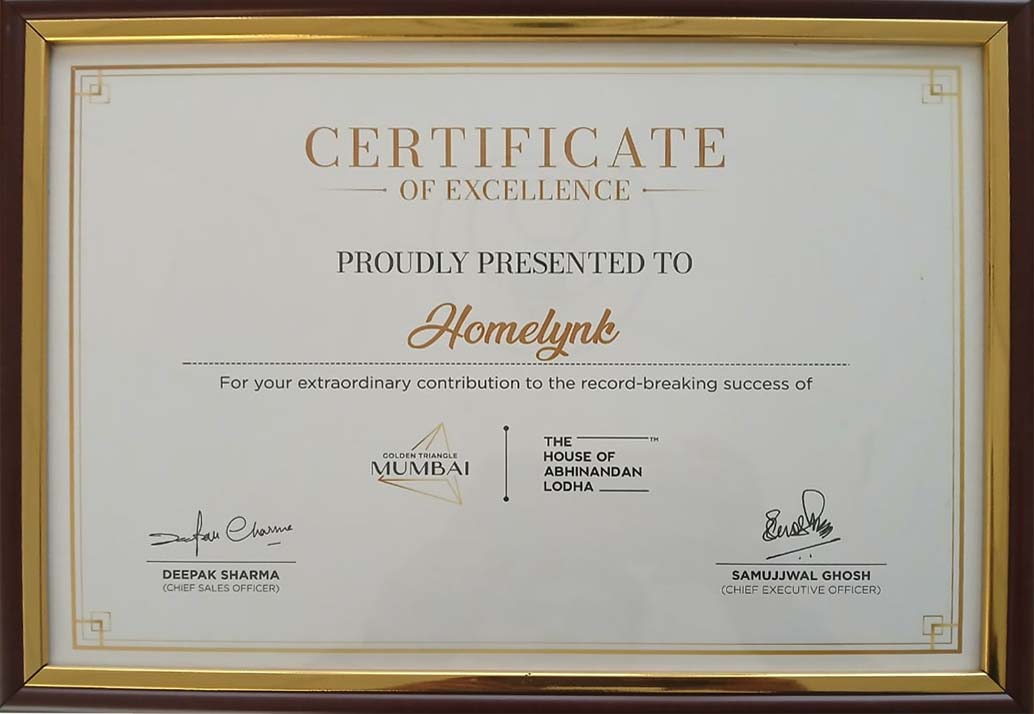 CERTIFICATE
OF EXCELLENCE
PROUDLY PRESENTED TO
Homelynk
For your extraordinary contribution to the record-breaking success of
GOLDEN TRIANGLE
MUMBAI
THE ™
HOUSE OF
ABHINANDAN
LODHA
DEEPAK SHARMA
(CHIEF SALES OFFICER)
SAMUJJWAL GHOSH
(CHIEF EXECUTIVE OFFICER)